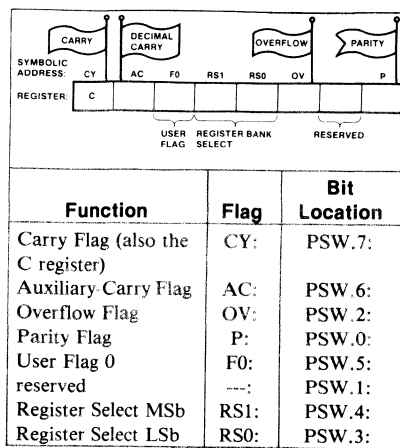 CARRY
DECIMAL
CARRY
OVERFLOW
PARITY
SYMBOLIC
ADDRESS: CY AC F0 RS1 RS0 OV P
REGISTER: C
USER
FLAG
REGISTER BANK
SELECT
RESERVED
Function Flag Bit Location
Carry Flag (also the CY: PSW.7:
C register)
Auxiliary Carry Flag AC: PSW.6:
Overflow Flag OV: PSW.2:
Parity Flag P: PSW.0:
User Flag 0 F0: PSW.5:
reserved ---: PSW.1:
Register Select MSb RS1: PSW.4:
Register Select LSb RS0: PSW.3: